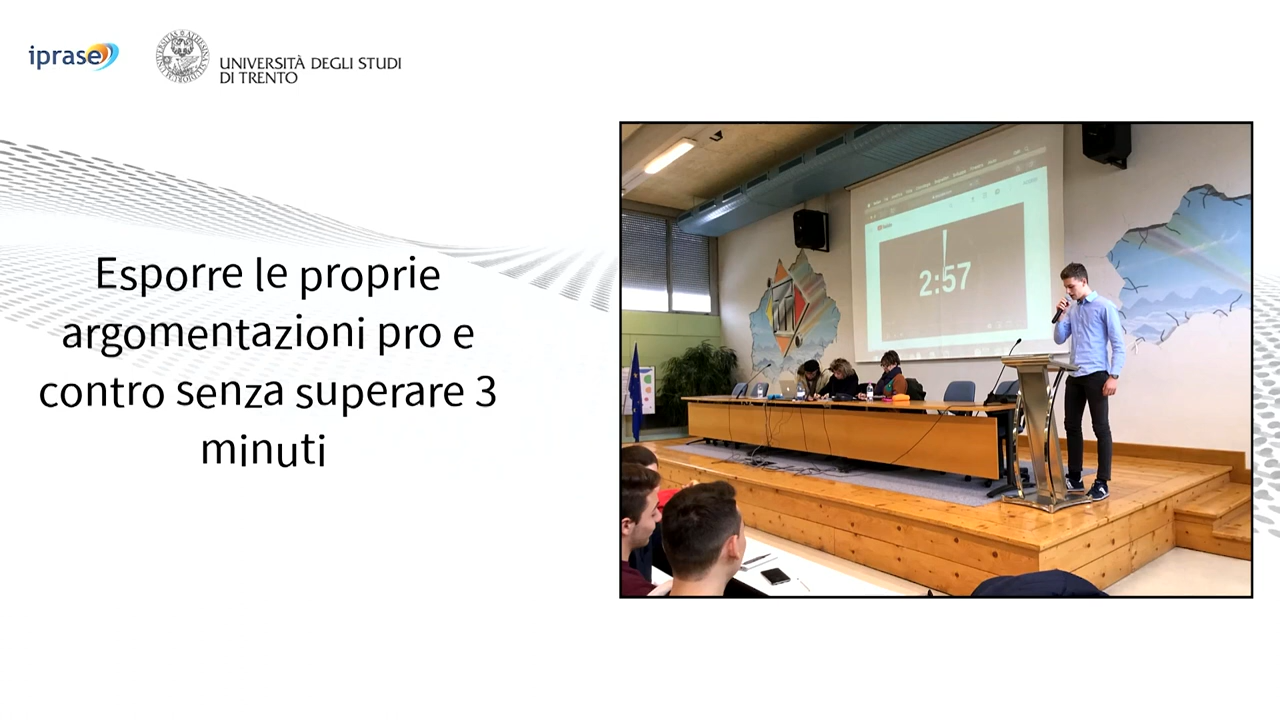 iprase
UNIVERSITÀ DEGLI STUDI
DI TRENTO
Esporre le proprie
argomentazioni pro e
contro senza superare 3
minuti
2:57